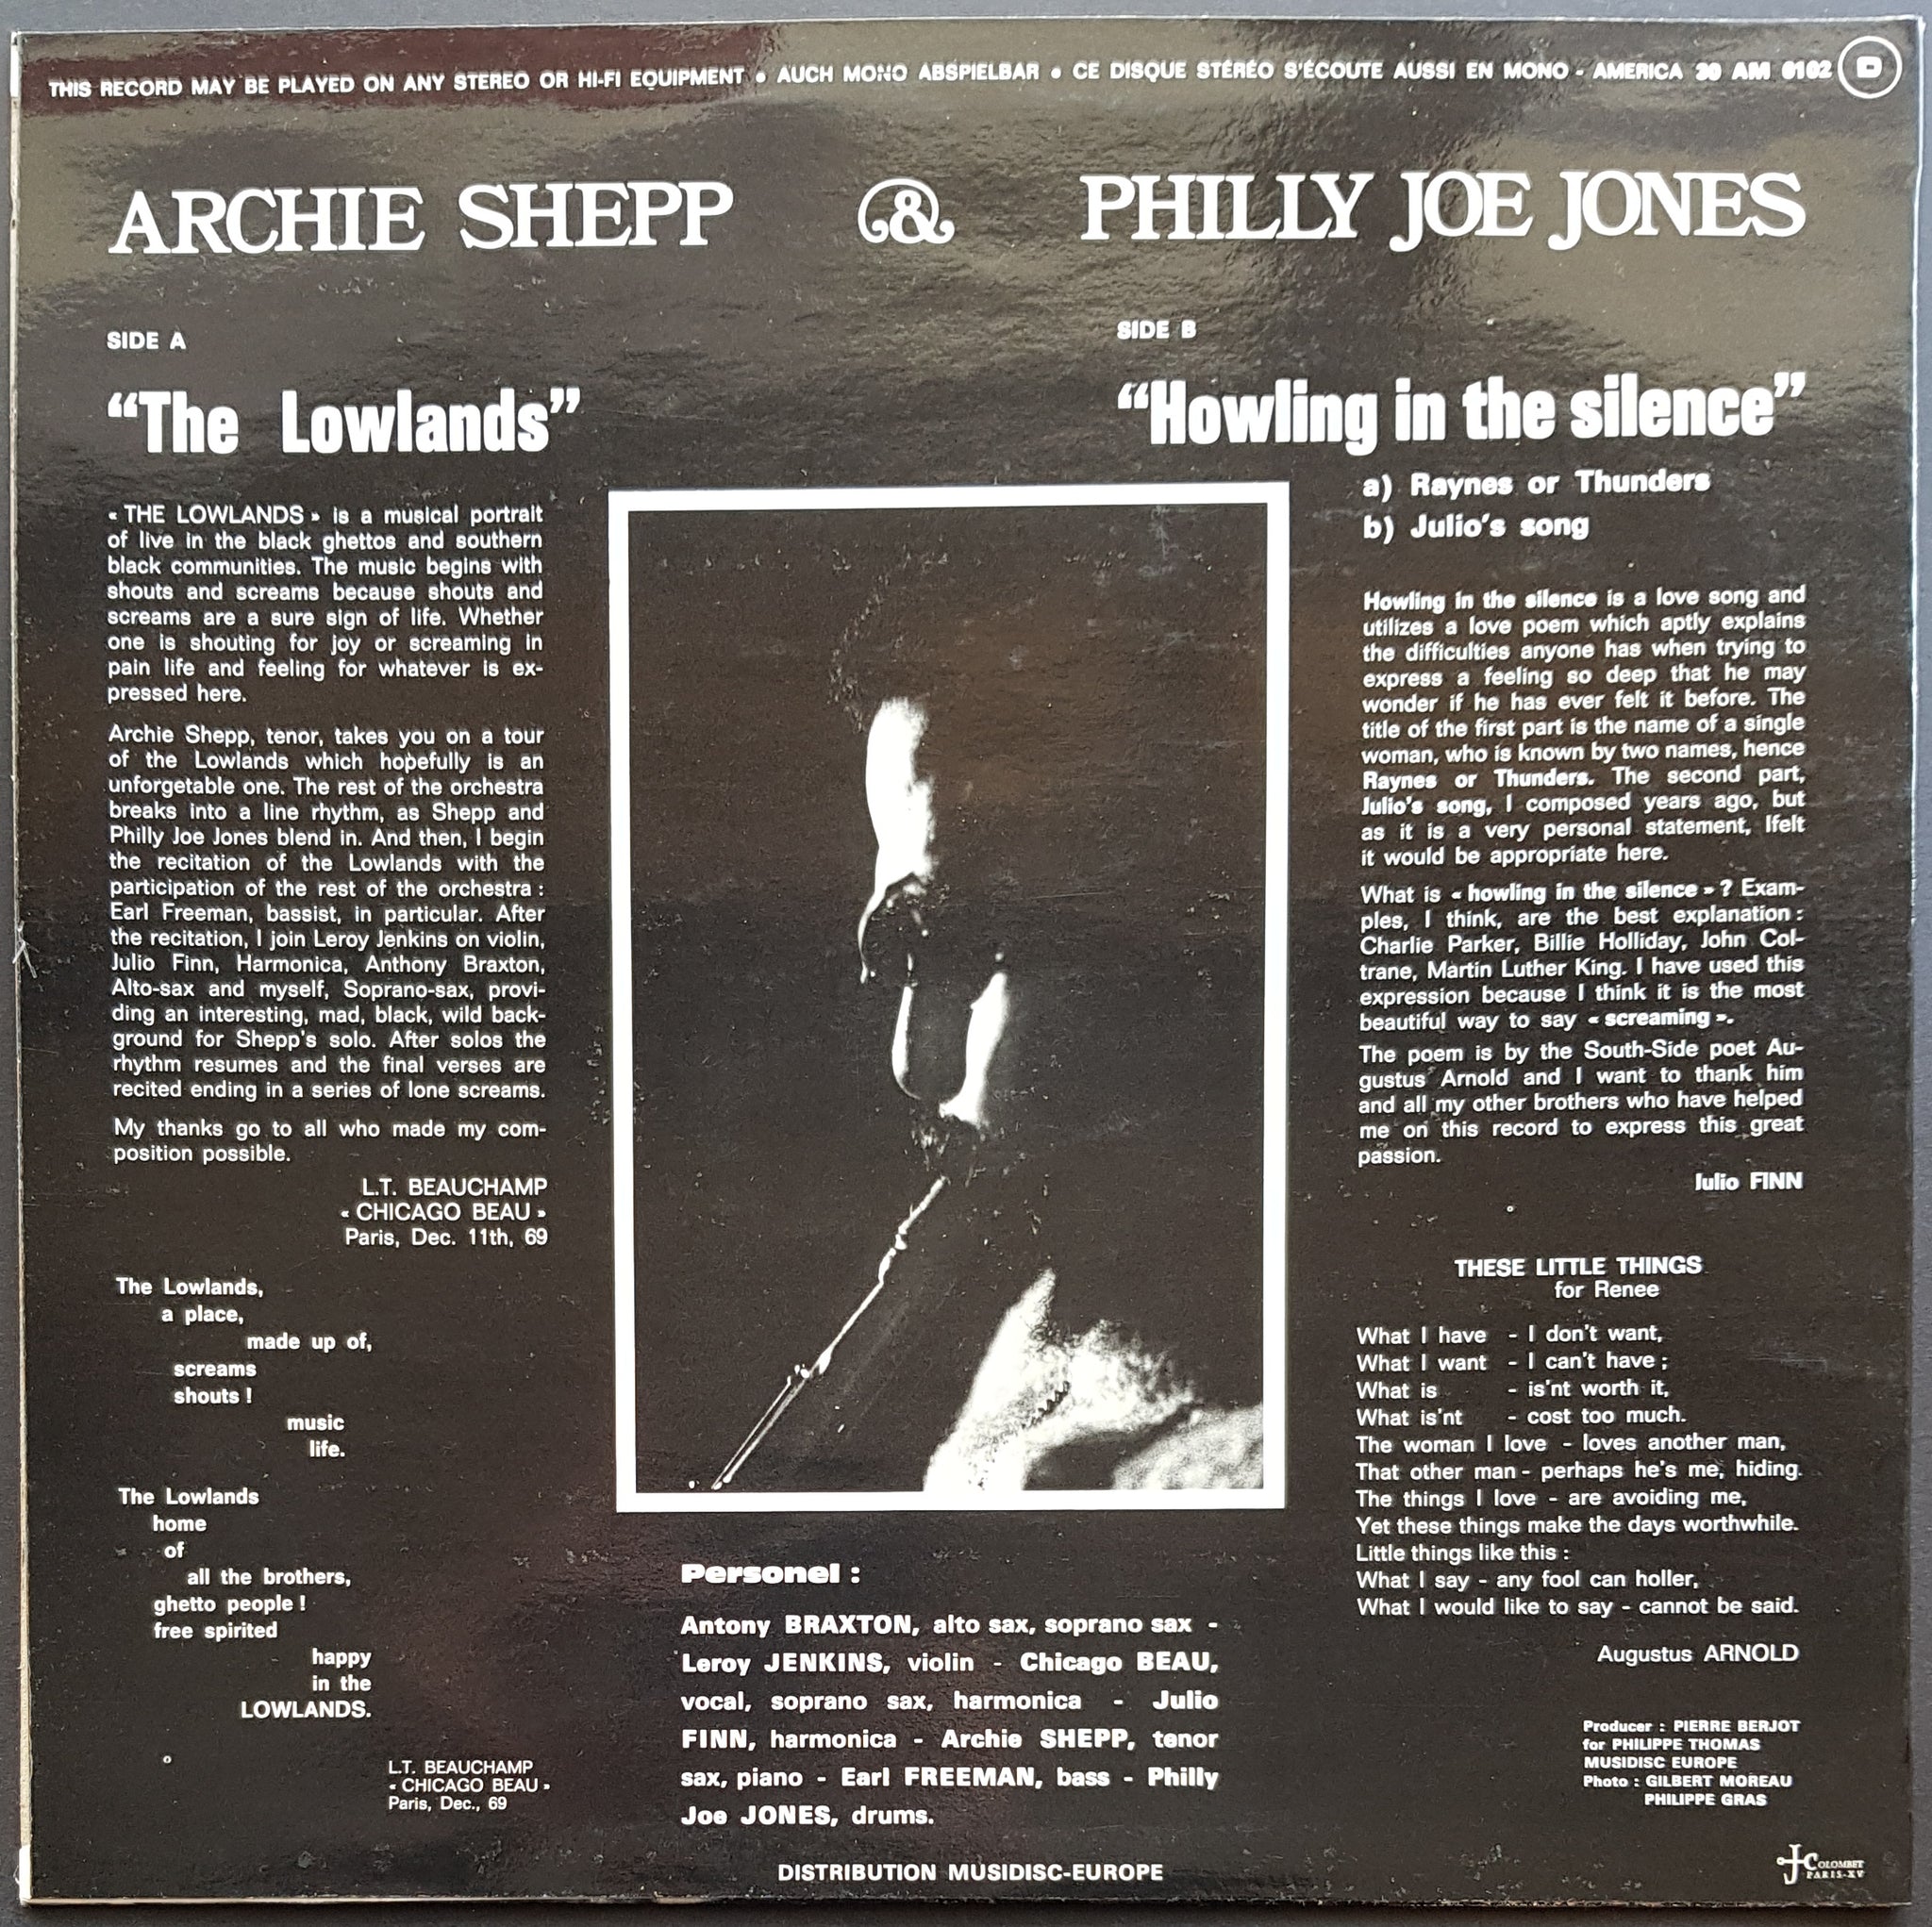 THIS RECORD MAY BE PLAYED ON ANY STEREO OR HI-FI EQUIPMENT • AUCH MONO ABSPIELBAR • CE DISQUE STÉRÉO S'ÉCOUTE AUSSI EN MONO - AMERICA 30 AM 6102 D
ARCHIE SHEPP & PHILLY JOE JONES
SIDE A
"The Lowlands"
« THE LOWLANDS » is a musical portrait
of live in the black ghettos and southern
black communities. The music begins with
shouts and screams because shouts and
screams are a sure sign of life. Whether
one is shouting for joy or screaming in
pain life and feeling for whatever is ex-
pressed here.
Archie Shepp, tenor, takes you on a tour
of the Lowlands which hopefully is an
unforgetable one. The rest of the orchestra
breaks into a line rhythm, as Shepp and
Philly Joe Jones blend in. And then, I begin
the recitation of the Lowlands with the
participation of the rest of the orchestra :
Earl Freeman, bassist, in particular. After
the recitation, I join Leroy Jenkins on violin,
Julio Finn, Harmonica, Anthony Braxton,
Alto-sax and myself, Soprano-sax, provi-
ding an interesting, mad, black, wild back-
ground for Shepp's solo. After solos the
rhythm resumes and the final verses are
recited ending in a series of lone screams.
My thanks go to all who made my com-
position possible.
L.T. BEAUCHAMP
« CHICAGO BEAU »
Paris, Dec. 11th, 69
The Lowlands,
a place,
made up of,
screams
shouts !
music
life.
The Lowlands
home
of
all the brothers,
ghetto people !
free spirited
happy
in the
LOWLANDS.
L.T. BEAUCHAMP
« CHICAGO BEAU »
Paris, Dec., 69
Personel :
Antony BRAXTON, alto sax, soprano sax -
Leroy JENKINS, violin - Chicago BEAU,
vocal, soprano sax, harmonica - Julio
FINN, harmonica - Archie SHEPP, tenor
sax, piano - Earl FREEMAN, bass - Philly
Joe JONES, drums.
DISTRIBUTION MUSIDISC-EUROPE
SIDE B
"Howling in the silence"
a) Raynes or Thunders
b) Julio's song
Howling in the silence is a love song and
utilizes a love poem which aptly explains
the difficulties anyone has when trying to
express a feeling so deep that he may
wonder if he has ever felt it before. The
title of the first part is the name of a single
woman, who is known by two names, hence
Raynes or Thunders. The second part,
Julio's song, I composed years ago, but
as it is a very personal statement, Ifelt
it would be appropriate here.
What is « howling in the silence » ? Exam-
ples, I think, are the best explanation :
Charlie Parker, Billie Holliday, John Col-
trane, Martin Luther King. I have used this
expression because I think it is the most
beautiful way to say « screaming ».
The poem is by the South-Side poet Au-
gustus Arnold and I want to thank him
and all my other brothers who have helped
me on this record to express this great
passion.
Julio FINN
THESE LITTLE THINGS
for Renee
What I have - I don't want,
What I want - I can't have ;
What is - is'nt worth it,
What is'nt - cost too much.
The woman I love - loves another man,
That other man - perhaps he's me, hiding.
The things I love - are avoiding me,
Yet these things make the days worthwhile.
Little things like this :
What I say - any fool can holler,
What I would like to say - cannot be said.
Augustus ARNOLD
Producer : PIERRE BERJOT
for PHILIPPE THOMAS
MUSIDISC EUROPE
Photo : GILBERT MOREAU
PHILIPPE GRAS
J COLOMBET
PARIS-XV